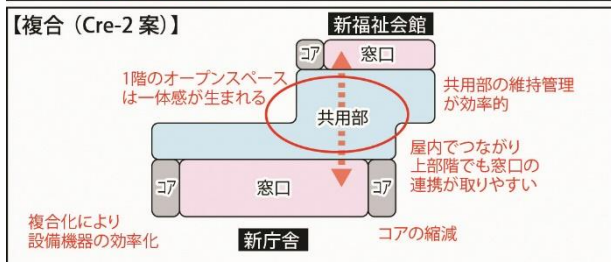 【複合（Cre-2 案）】
新福祉会館
コア
窓口
1階のオープンスペース
は一体感が生まれる
共用部の維持管理
が効率的
共用部
屋内でつながり
上部階でも窓口の
連携が取りやすい
コア
窓口
コア
複合化により
設備機器の効率化
新庁舎
コアの縮減